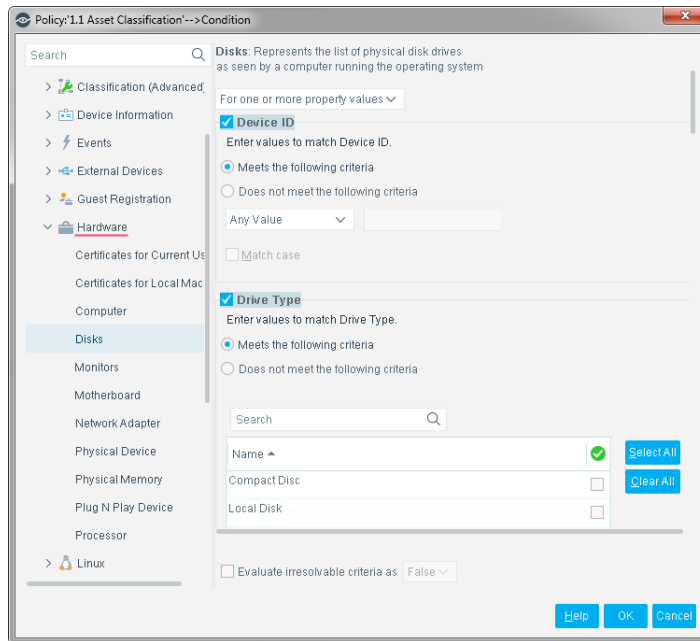 Policy:'1.1 Asset Classification'-->Condition
Search
Classification (Advanced)
Device Information
Events
External Devices
Guest Registration
Hardware
Certificates for Current Us
Certificates for Local Mac
Computer
Disks
Monitors
Motherboard
Network Adapter
Physical Device
Physical Memory
Plug N Play Device
Processor
Linux
Disks: Represents the list of physical disk drives
as seen by a computer running the operating system
For one or more property values
Device ID
Enter values to match Device ID.
Meets the following criteria
Does not meet the following criteria
Any Value
Match case
Drive Type
Enter values to match Drive Type.
Meets the following criteria
Does not meet the following criteria
Search
Name
Select All
Compact Disc
Clear All
Local Disk
Evaluate irresolvable criteria as False
Help OK Cancel